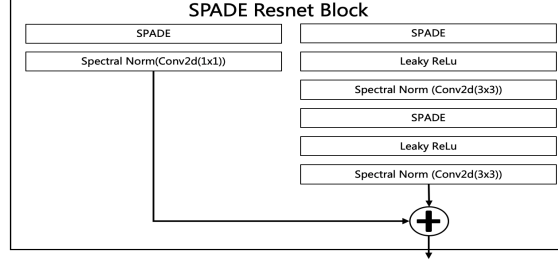 SPADE Resnet Block
SPADE
Spectral Norm(Conv2d(1x1))
SPADE
Leaky ReLu
Spectral Norm (Conv2d(3x3))
SPADE
Leaky ReLu
Spectral Norm (Conv2d(3x3))